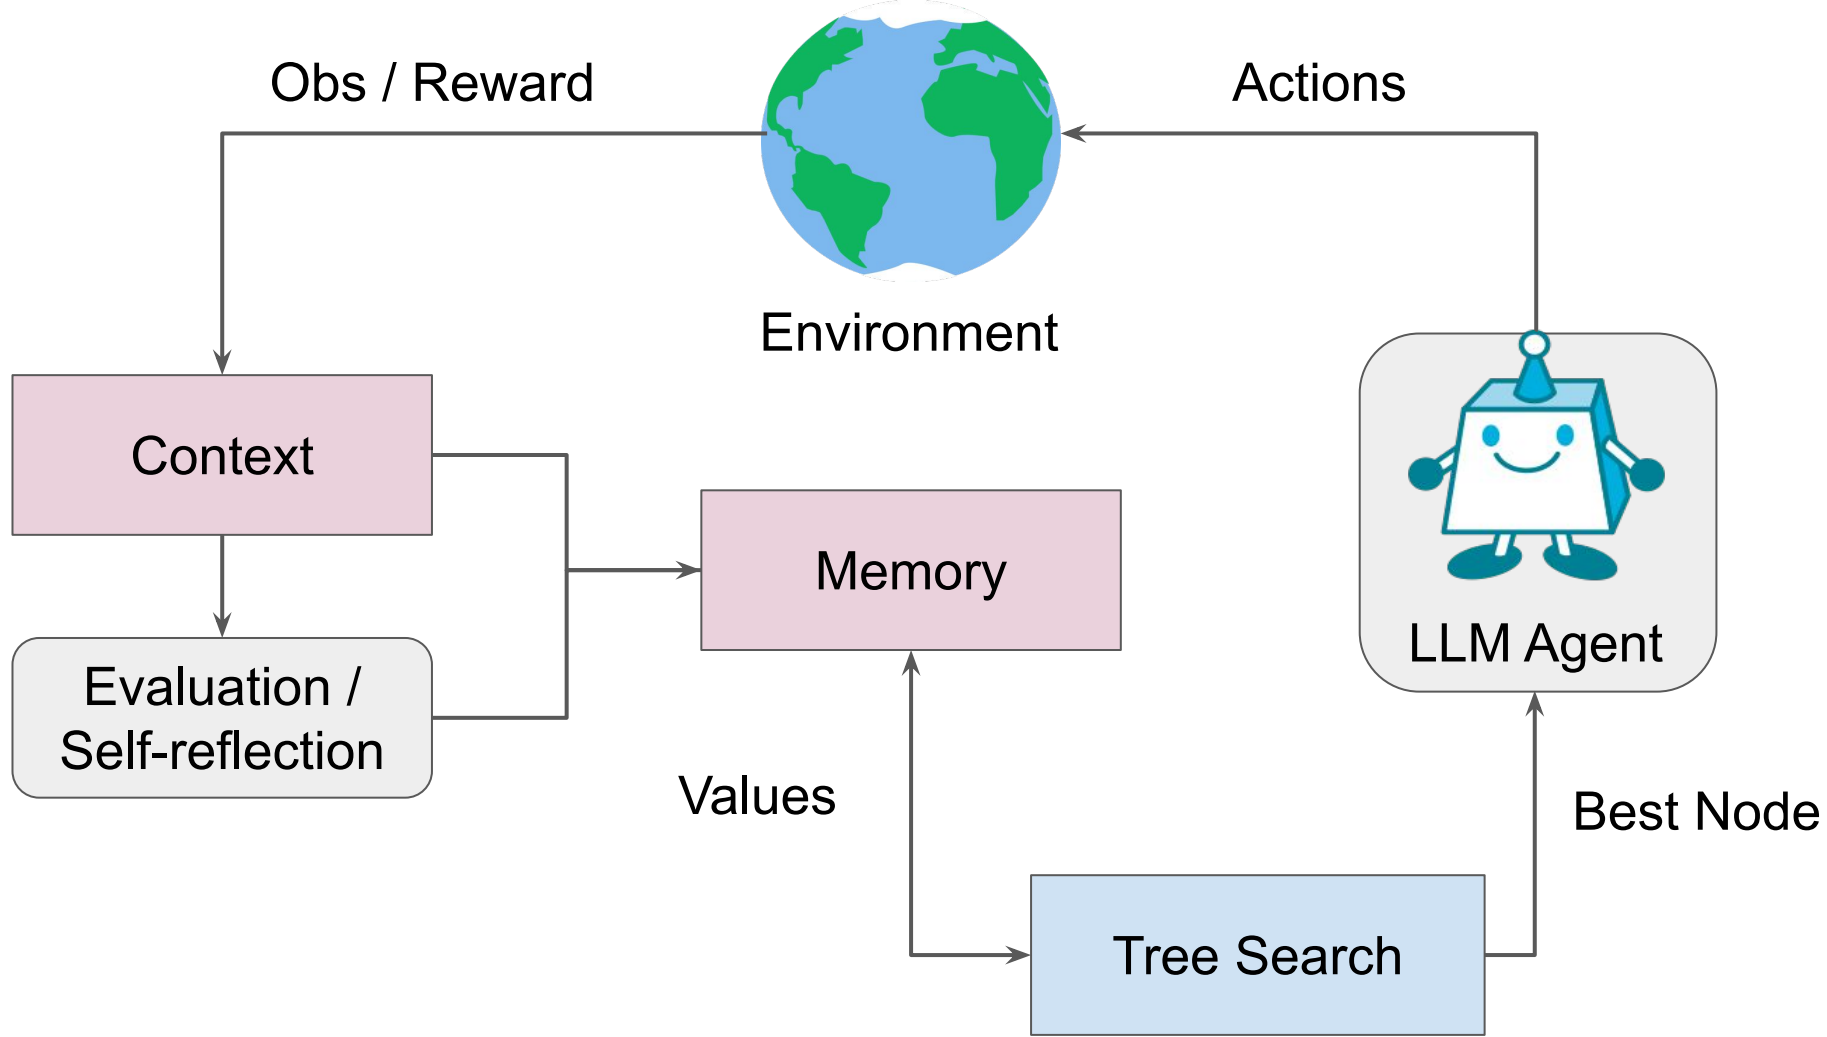 Obs / Reward
Actions
Environment
Context
Memory
LLM Agent
Evaluation /
Self-reflection
Values
Best Node
Tree Search